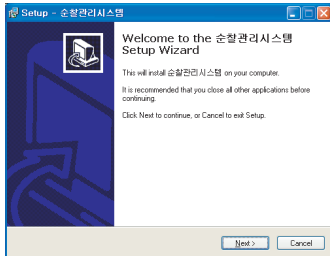 Setup - 순찰관리시스템
Welcome to the 순찰관리시스템
Setup Wizard
This will install 순찰관리시스템 on your computer.
It is recommended that you close all other applications before
continuing.
Click Next to continue, or Cancel to exit Setup.
Next >
Cancel